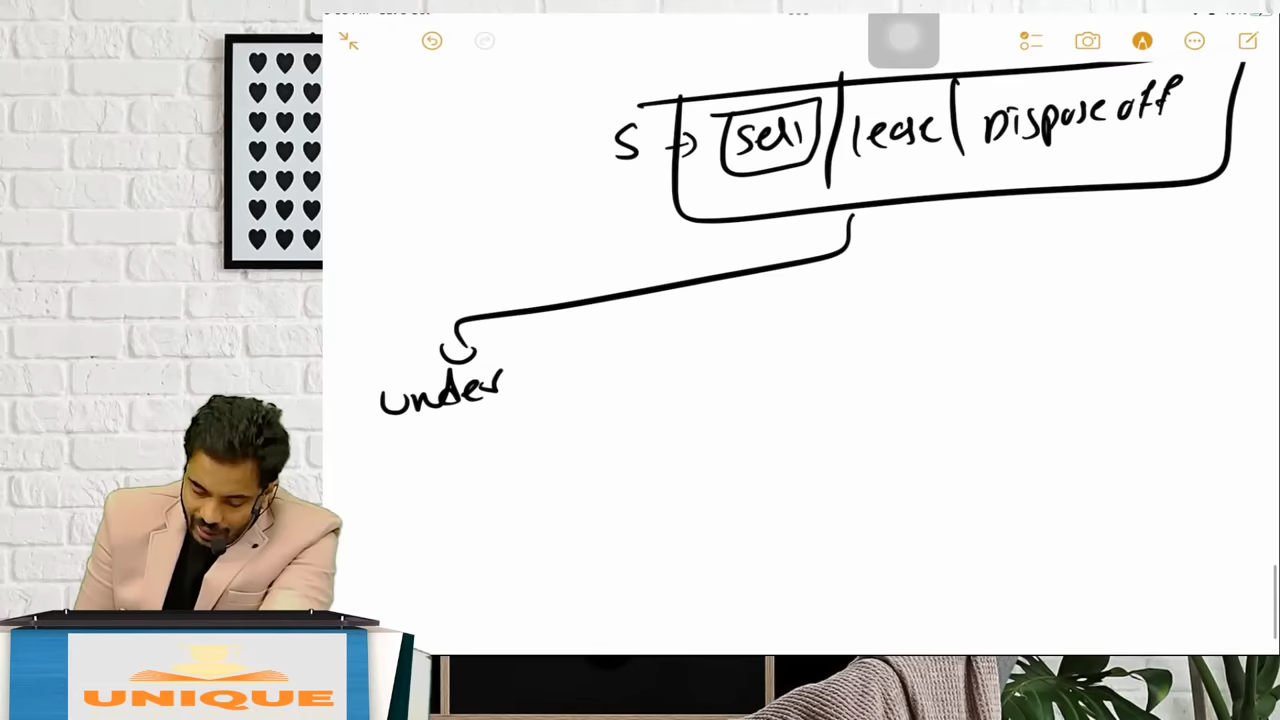 S → sell | lease | Dispose off
under
UNIQUE